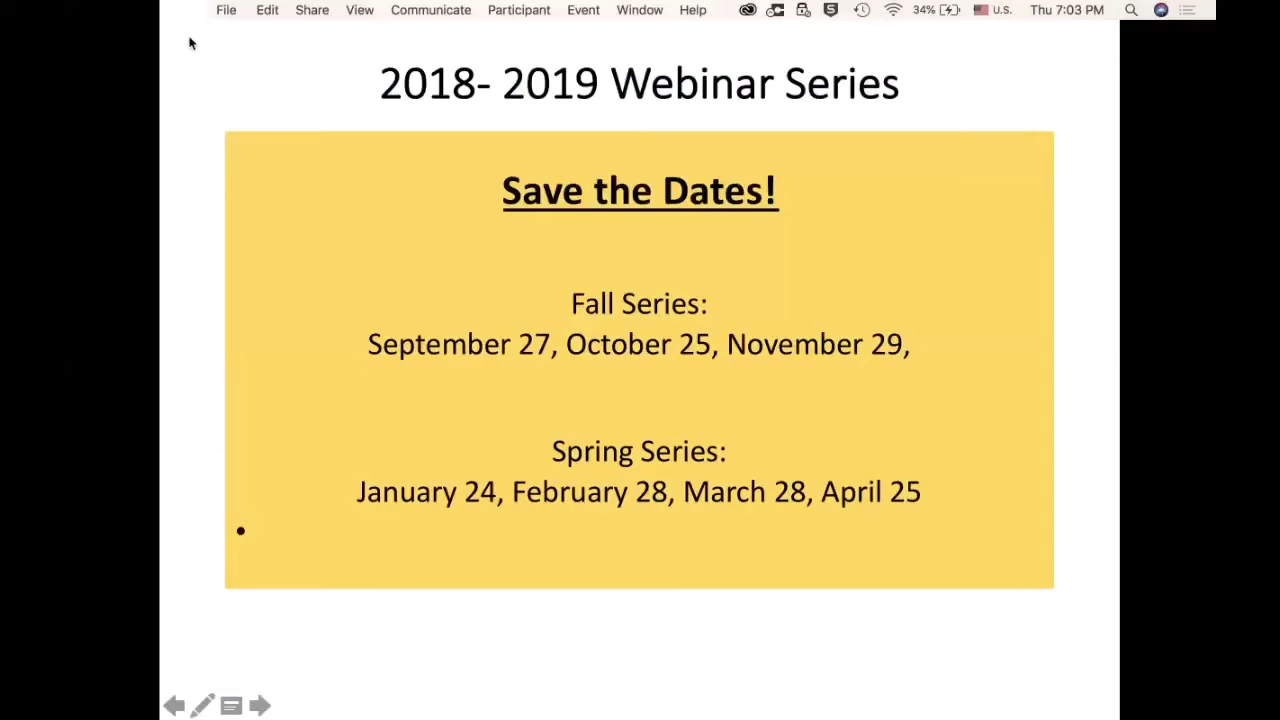 File Edit Share View Communicate Participant Event Window Help S 34% U.S. Thu 7:03 PM
2018- 2019 Webinar Series
Save the Dates!
Fall Series:
September 27, October 25, November 29,
Spring Series:
January 24, February 28, March 28, April 25
•